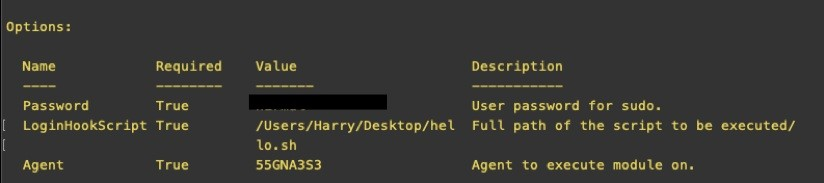 Options:
Name Required Value Description
---- -------- ------- -----------
Password True User password for sudo.
[ LoginHookScript True /Users/Harry/Desktop/hel Full path of the script to be executed/
[ lo.sh
Agent True 55GNA3S3 Agent to execute module on.